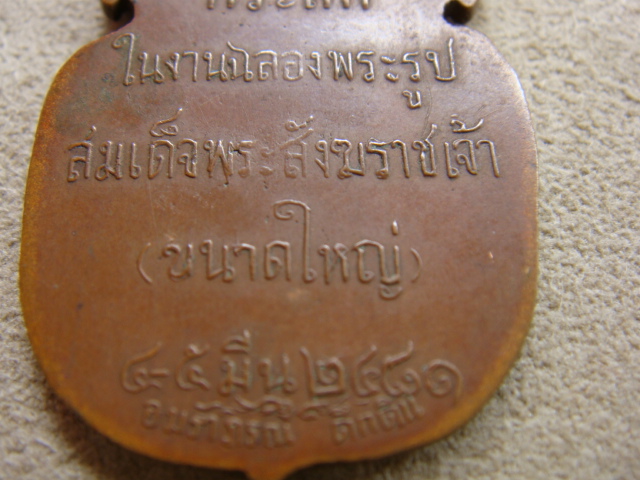 ในงานฉลองพระรูป
สมเด็จพระสังฆราชเจ้า
(ขนาดใหญ่)
๔-๕ มีน ๒๔๘๑